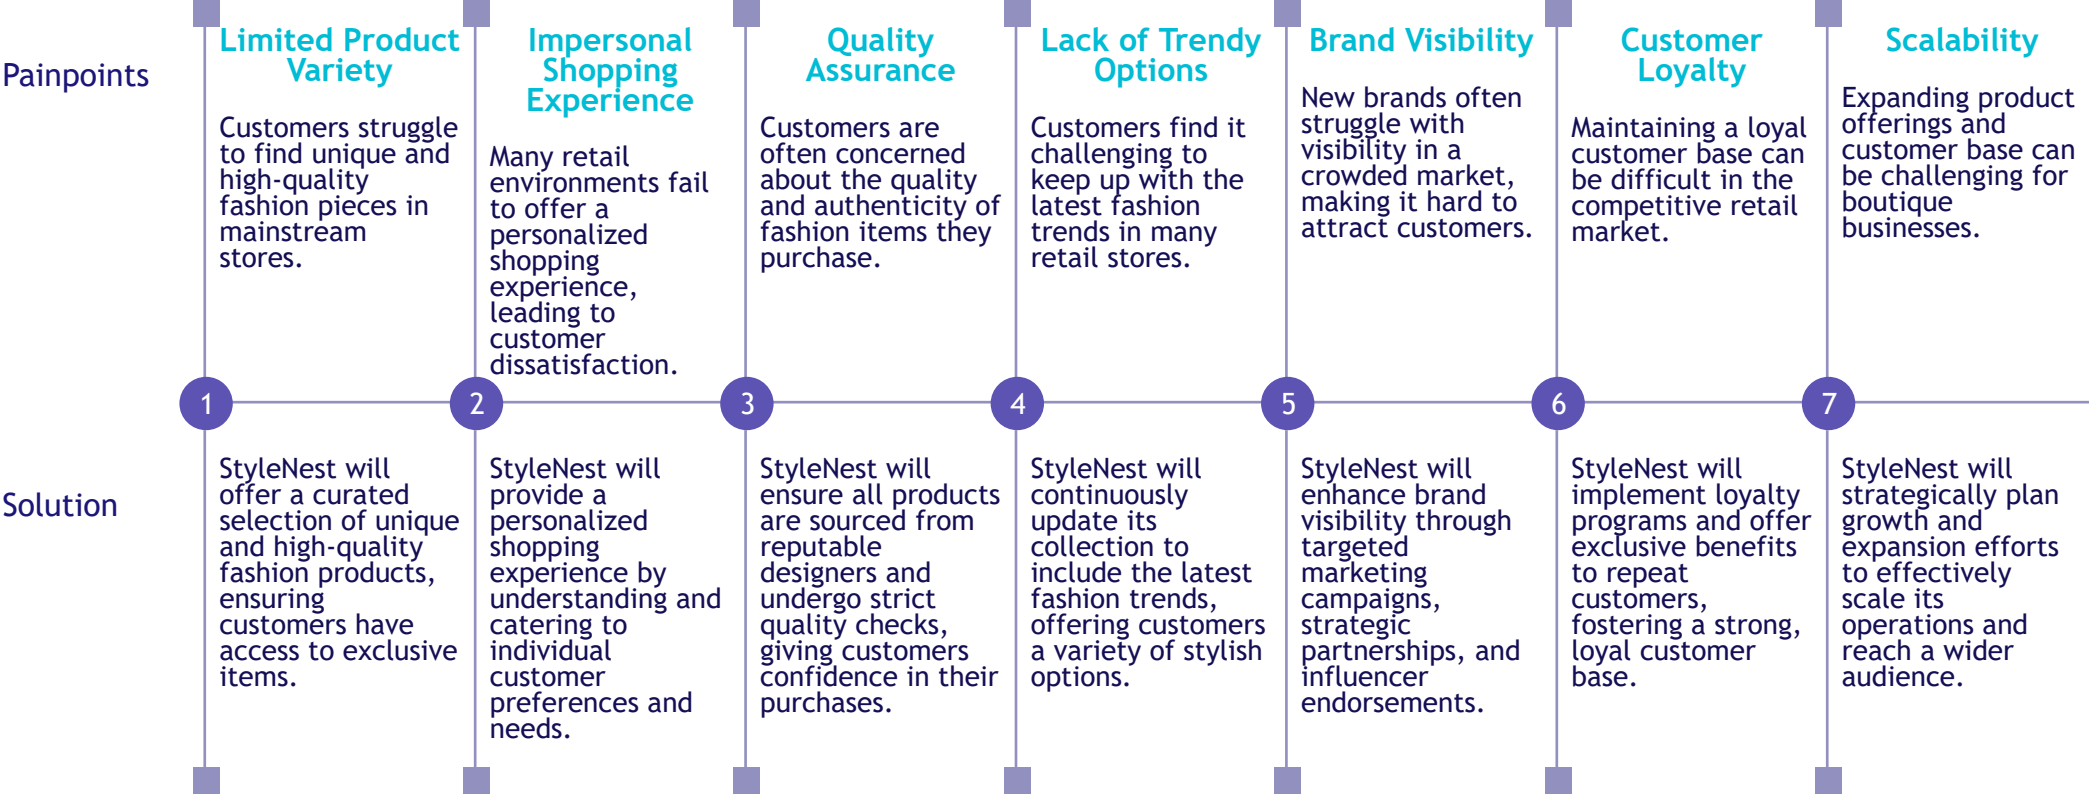 Painpoints
Limited Product
Variety
Customers struggle
to find unique and
high-quality
fashion pieces in
mainstream
stores.
Impersonal
Shopping
Experience
Many retail
environments fail
to offer a
personalized
shopping
experience,
leading to
customer
dissatisfaction.
Quality
Assurance
Customers are
often concerned
about the quality
and authenticity of
fashion items they
purchase.
Lack of Trendy
Options
Customers find it
challenging to
keep up with the
latest fashion
trends in many
retail stores.
Brand Visibility
New brands often
struggle with
visibility in a
crowded market,
making it hard to
attract customers.
Customer
Loyalty
Maintaining a loyal
customer base can
be difficult in the
competitive retail
market.
Scalability
Expanding product
offerings and
customer base can
be challenging for
boutique
businesses.
1
2
3
4
5
6
7
Solution
StyleNest will
offer a curated
selection of unique
and high-quality
fashion products,
ensuring
customers have
access to exclusive
items.
StyleNest will
provide a
personalized
shopping
experience by
understanding and
catering to
individual
customer
preferences and
needs.
StyleNest will
ensure all products
are sourced from
reputable
designers and
undergo strict
quality checks,
giving customers
confidence in their
purchases.
StyleNest will
continuously
update its
collection to
include the latest
fashion trends,
offering customers
a variety of stylish
options.
StyleNest will
enhance brand
visibility through
targeted
marketing
campaigns,
strategic
partnerships, and
influencer
endorsements.
StyleNest will
implement loyalty
programs and offer
exclusive benefits
to repeat
customers,
fostering a strong,
loyal customer
base.
StyleNest will
strategically plan
growth and
expansion efforts
to effectively
scale its
operations and
reach a wider
audience.